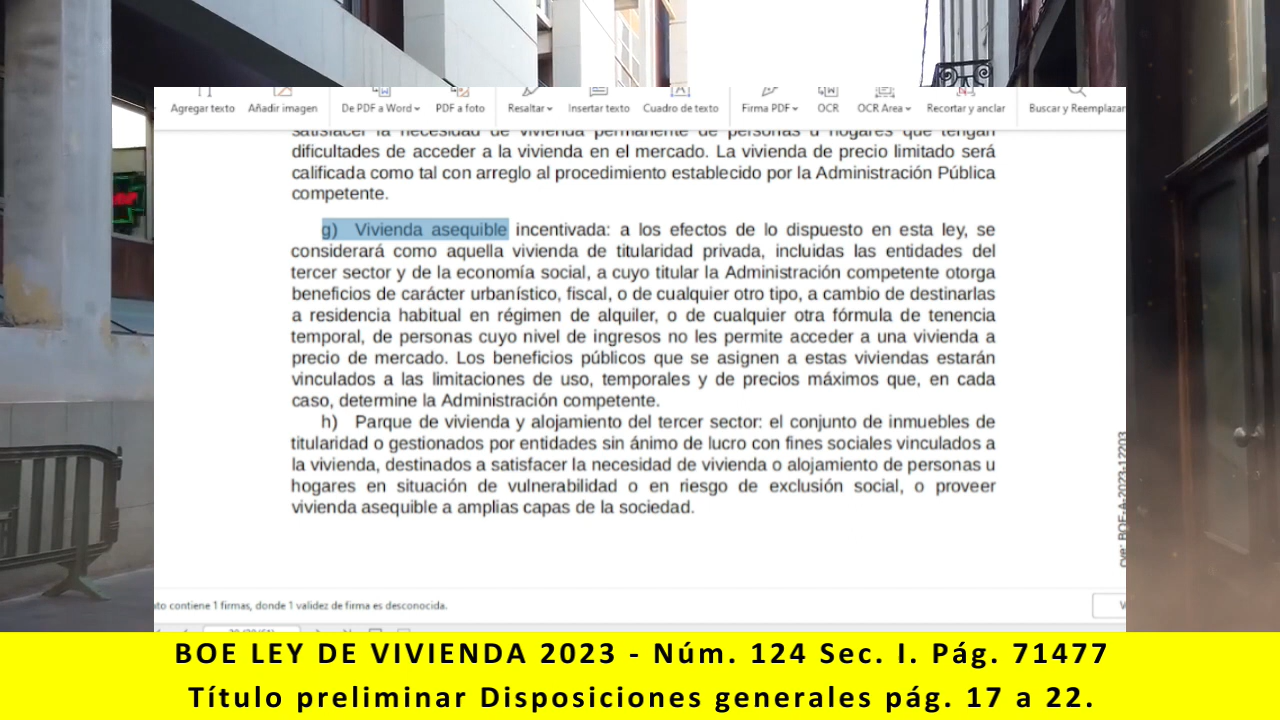 Agregar texto Añadir imagen De PDF a Word PDF a foto Resaltar Insertar texto Cuadro de texto Firma PDF OCR OCR Area Recortar y anclar Buscar y Reemplazar
satisfacer la necesidad de vivienda permanente de personas u hogares que tengan
dificultades de acceder a la vivienda en el mercado. La vivienda de precio limitado será
calificada como tal con arreglo al procedimiento establecido por la Administración Pública
competente.
g) Vivienda asequible incentivada: a los efectos de lo dispuesto en esta ley, se
considerará como aquella vivienda de titularidad privada, incluidas las entidades del
tercer sector y de la economía social, a cuyo titular la Administración competente otorga
beneficios de carácter urbanístico, fiscal, o de cualquier otro tipo, a cambio de destinarlas
a residencia habitual en régimen de alquiler, o de cualquier otra fórmula de tenencia
temporal, de personas cuyo nivel de ingresos no les permite acceder a una vivienda a
precio de mercado. Los beneficios públicos que se asignen a estas viviendas estarán
vinculados a las limitaciones de uso, temporales y de precios máximos que, en cada
caso, determine la Administración competente.
h) Parque de vivienda y alojamiento del tercer sector: el conjunto de inmuebles de
titularidad o gestionados por entidades sin ánimo de lucro con fines sociales vinculados a
la vivienda, destinados a satisfacer la necesidad de vivienda o alojamiento de personas u
hogares en situación de vulnerabilidad o en riesgo de exclusión social, o proveer
vivienda asequible a amplias capas de la sociedad.
cve: BOE-A-2023-12203
contiene 1 firmas, donde 1 validez de firma es desconocida.
BOE LEY DE VIVIENDA 2023 - Núm. 124 Sec. I. Pág. 71477
Título preliminar Disposiciones generales pág. 17 a 22.